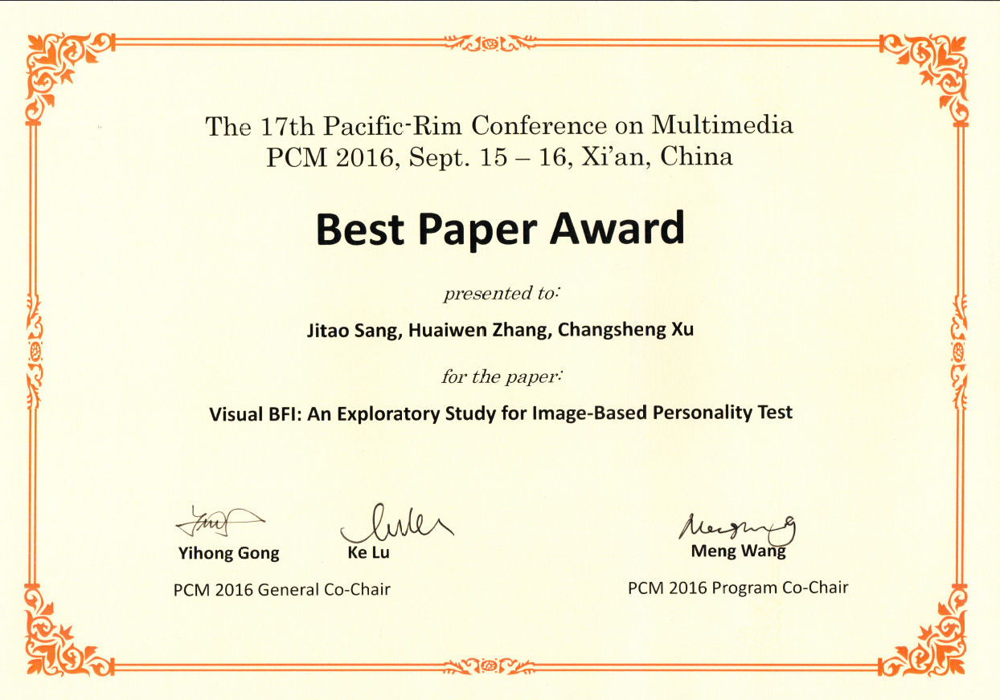 The 17th Pacific-Rim Conference on Multimedia
PCM 2016, Sept. 15 – 16, Xi'an, China
Best Paper Award
presented to:
Jitao Sang, Huaiwen Zhang, Changsheng Xu
for the paper:
Visual BFI: An Exploratory Study for Image-Based Personality Test
Yihong Gong
Ke Lu
Meng Wang
PCM 2016 General Co-Chair
PCM 2016 Program Co-Chair